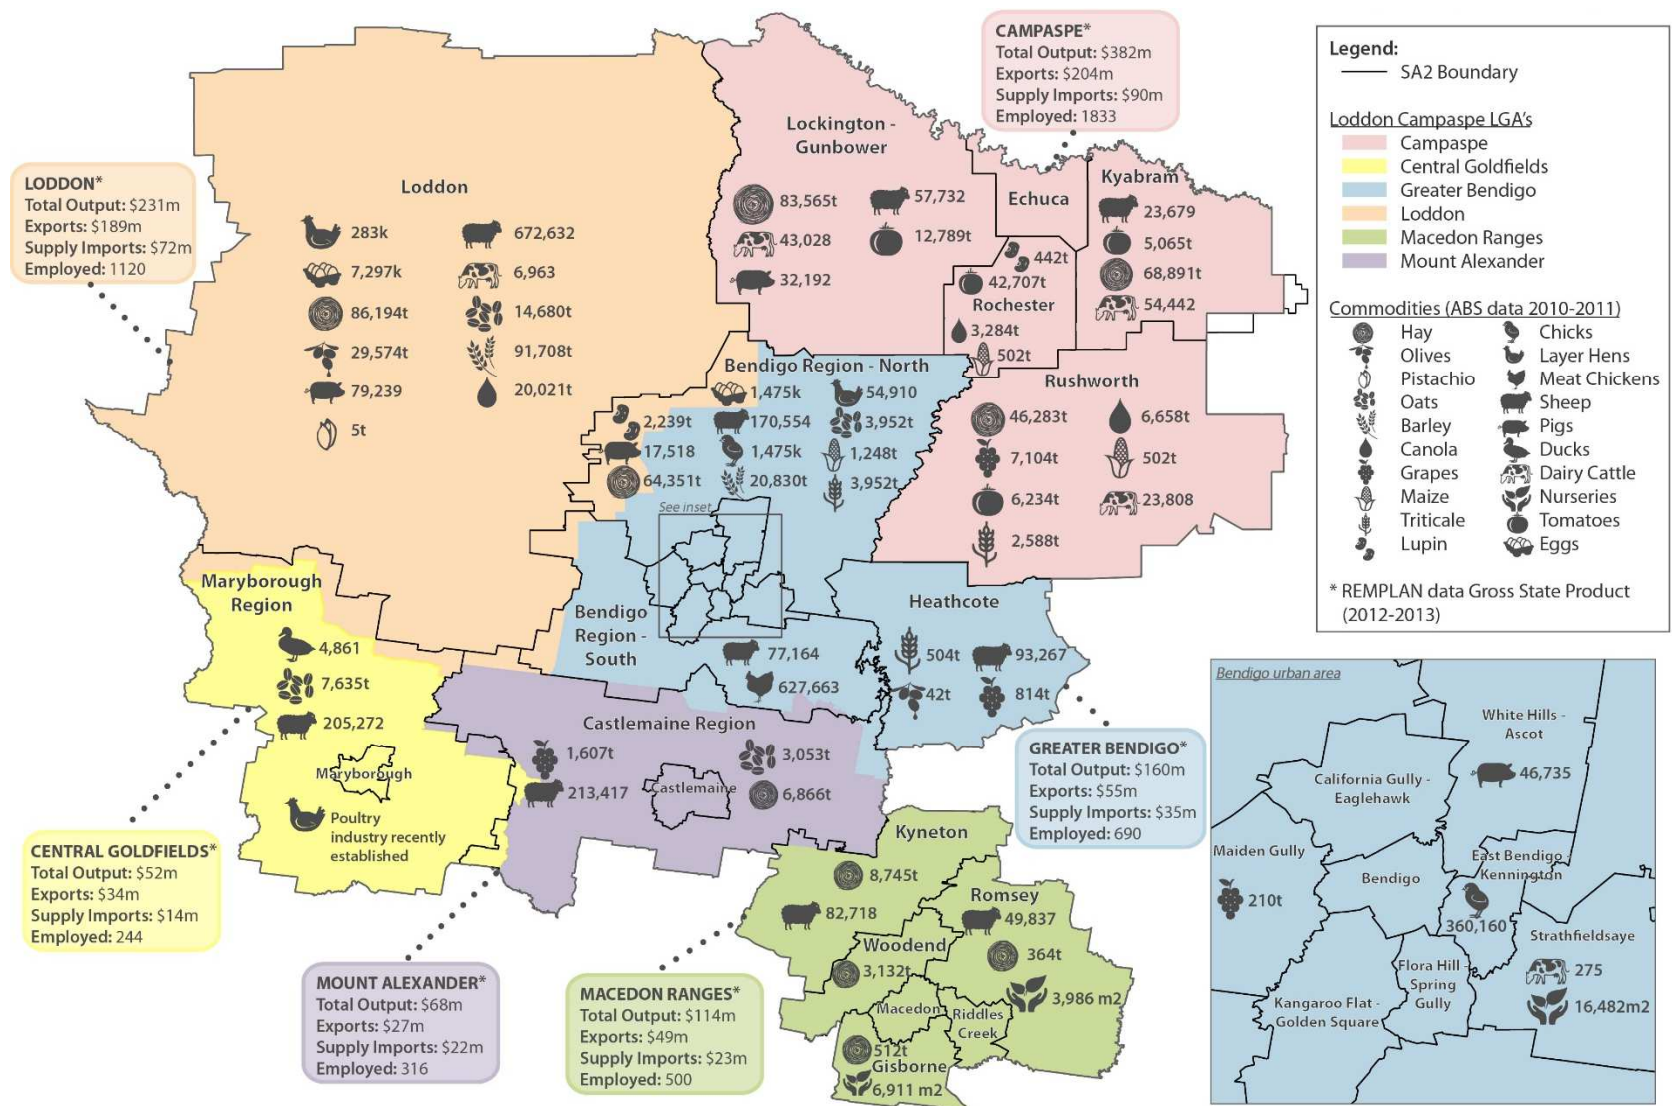 CAMPASPE*
Total Output: $382m
Exports: $204m
Supply Imports: $90m
Employed: 1833
Legend:
SA2 Boundary
Loddon Campaspe LGA's
Campaspe
Central Goldfields
Greater Bendigo
Loddon
Macedon Ranges
Mount Alexander
Commodities (ABS data 2010-2011)
Hay
Chicks
Olives
Layer Hens
Pistachio
Meat Chickens
Oats
Sheep
Barley
Pigs
Canola
Ducks
Grapes
Dairy Cattle
Maize
Nurseries
Triticale
Tomatoes
Lupin
Eggs
* REMPLAN data Gross State Product
(2012-2013)
LODDON*
Total Output: $231m
Exports: $189m
Supply Imports: $72m
Employed: 1120
Loddon
283k
672,632
7,297k
6,963
86,194t
14,680t
29,574t
91,708t
79,239
20,021t
5t
Lockington -
Gunbower
83,565t
57,732
43,028
12,789t
32,192
Echuca
442t
42,707t
Rochester
3,284t
502t
Kyabram
23,679
5,065t
68,891t
54,442
Bendigo Region - North
1,475k
54,910
2,239t
170,554
3,952t
17,518
1,475k
1,248t
64,351t
20,830t
3,952t
See inset
Rushworth
46,283t
6,658t
7,104t
502t
6,234t
23,808
2,588t
Maryborough
Region
4,861
7,635t
205,272
Maryborough
Poultry
industry recently
established
Bendigo
Region -
South
77,164
627,663
Heathcote
504t
93,267
42t
814t
Castlemaine Region
1,607t
3,053t
213,417
Castlemaine
6,866t
GREATER BENDIGO*
Total Output: $160m
Exports: $55m
Supply Imports: $35m
Employed: 690
CENTRAL GOLDFIELDS*
Total Output: $52m
Exports: $34m
Supply Imports: $14m
Employed: 244
MOUNT ALEXANDER*
Total Output: $68m
Exports: $27m
Supply Imports: $22m
Employed: 316
MACEDON RANGES*
Total Output: $114m
Exports: $49m
Supply Imports: $23m
Employed: 500
Kyneton
8,745t
82,718
Romsey
49,837
364t
3,986 m2
Woodend
3,132t
Macedon
Riddles
Creek
512t
Gisborne
6,911 m2
Bendigo urban area
White Hills -
Ascot
46,735
California Gully -
Eaglehawk
Maiden Gully
210t
Bendigo
East Bendigo -
Kennington
360,160
Strathfieldsaye
275
16,482m2
Flora Hill -
Spring
Gully
Kangaroo Flat -
Golden Square